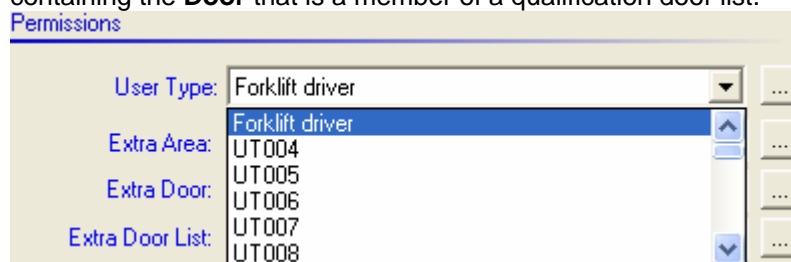 containing the Door that is a member of a qualification door list.
Permissions
User Type: Forklift driver ...
Forklift driver
Extra Area: UT004 ...
UT005
Extra Door: UT006 ...
UT007
Extra Door List: UT008 ...